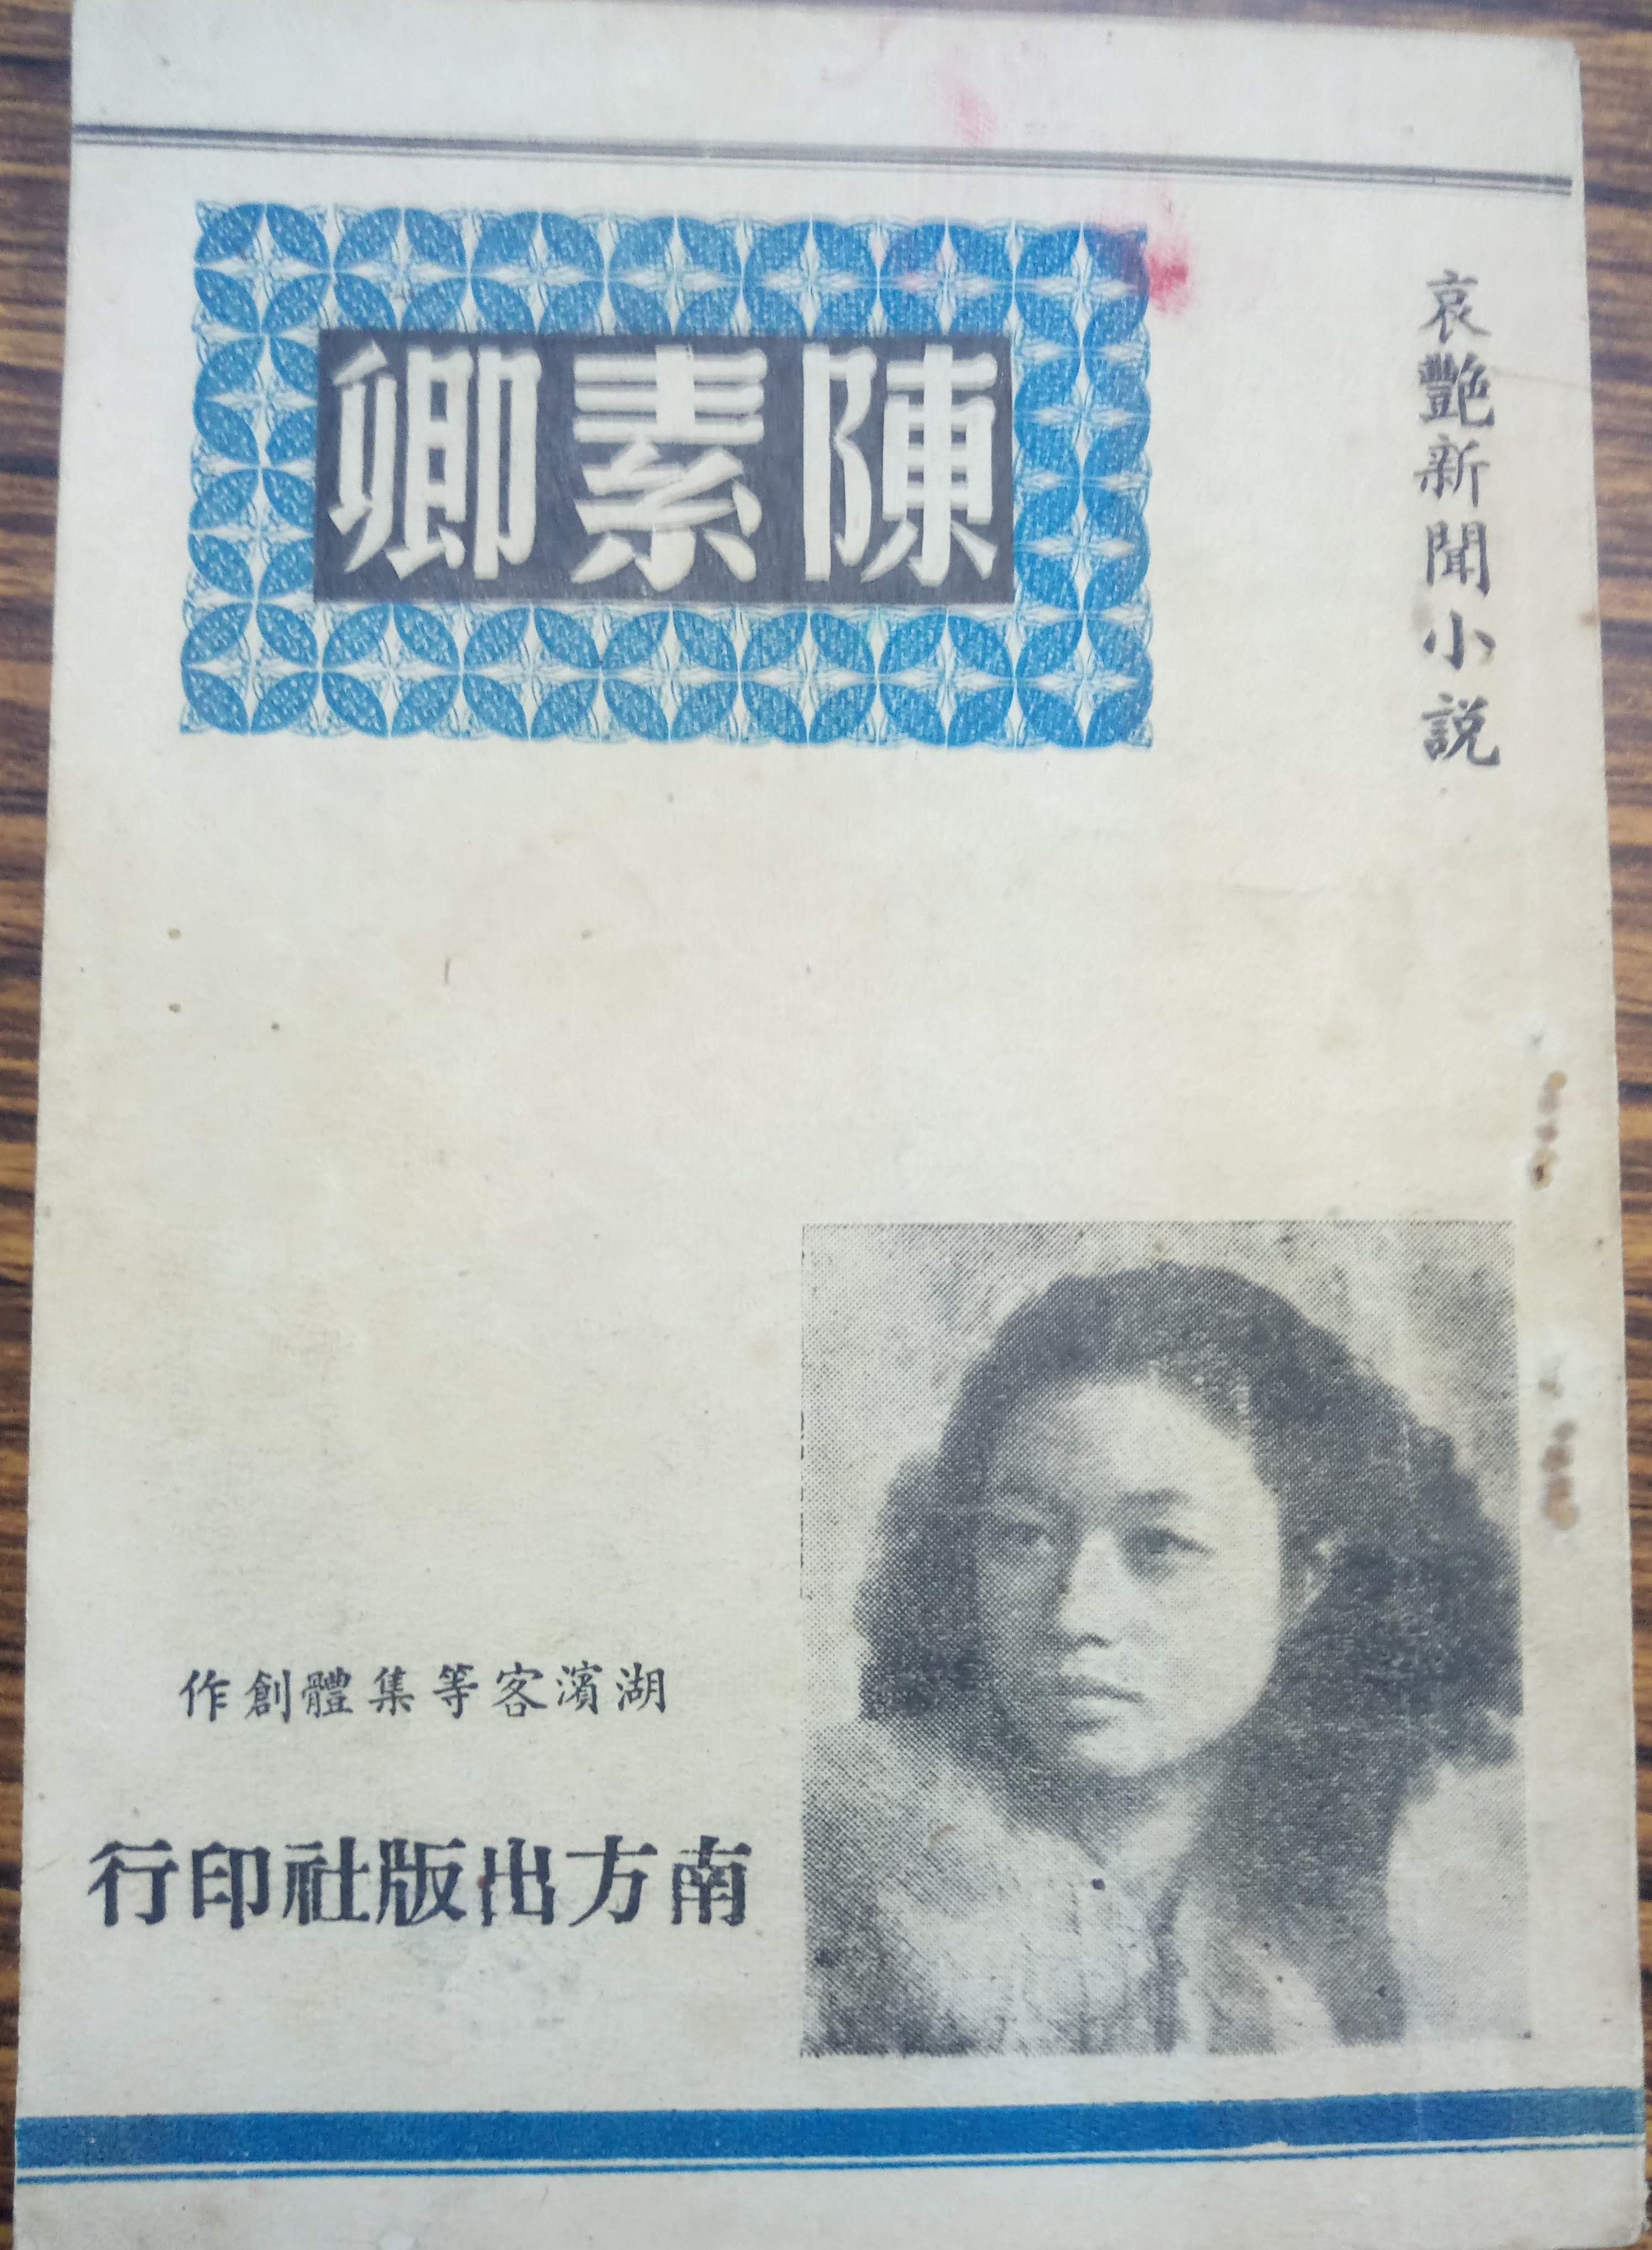 哀艷新聞小説
陳素卿
湖濱客等集體創作
南方出版社印行